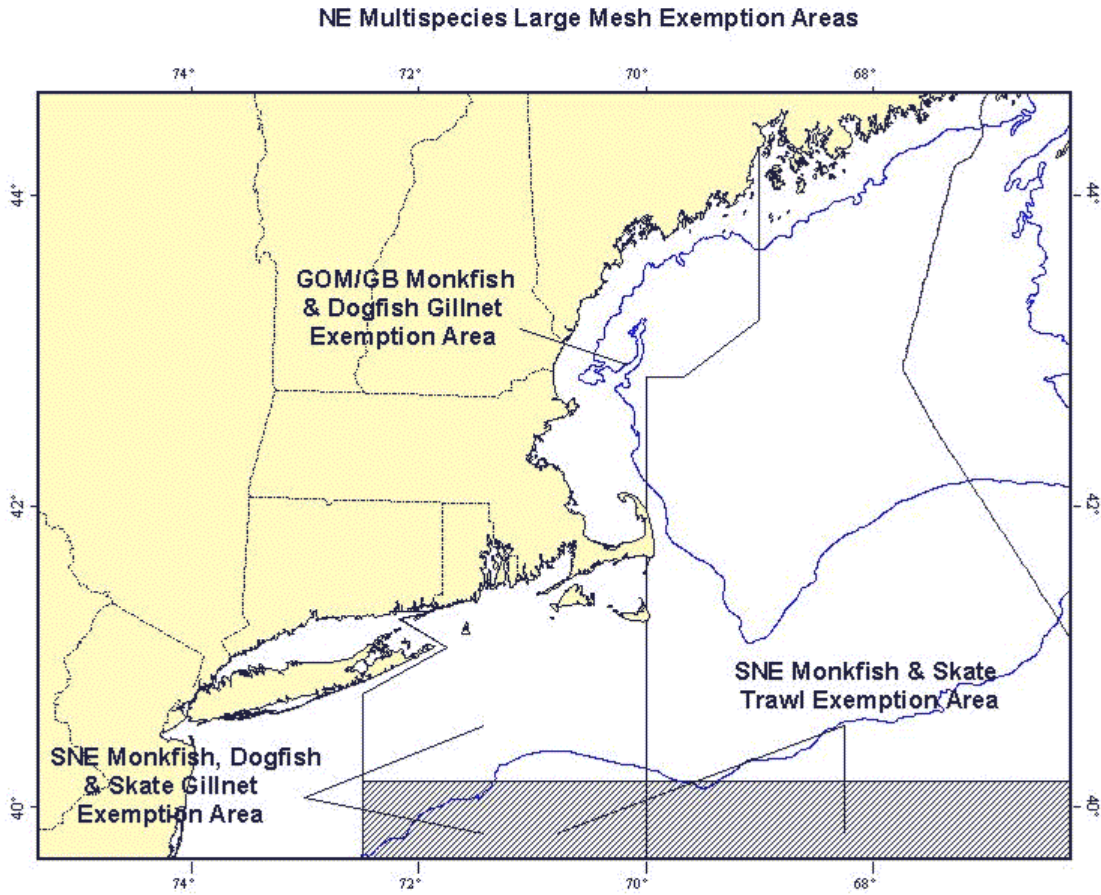 NE Multispecies Large Mesh Exemption Areas
74° 72° 70° 68°
44° 44°
GOM/GB Monkfish
& Dogfish Gillnet
Exemption Area
42° 42°
SNE Monkfish & Skate
Trawl Exemption Area
SNE Monkfish, Dogfish
& Skate Gillnet
Exemption Area
40° 40°
74° 72° 70° 68°